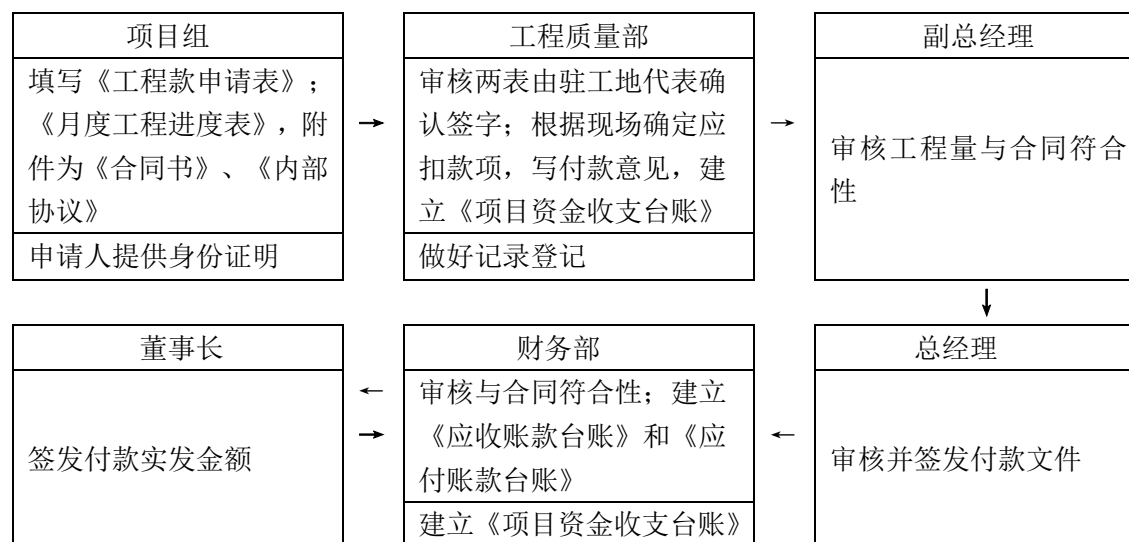 项目组
填写《工程款申请表》；
《月度工程进度表》，附
件为《合同书》、《内部
协议》
申请人提供身份证明
→
工程质量部
审核两表由驻工地代表确
认签字；根据现场确定应
扣款项，写付款意见，建
立《项目资金收支台账》
做好记录登记
→
副总经理
审核工程量与合同符合
性
↓
董事长
签发付款实发金额
←
→
财务部
审核与合同符合性；建立
《应收账款台账》和《应
付账款台账》
建立《项目资金收支台账》
←
总经理
审核并签发付款文件